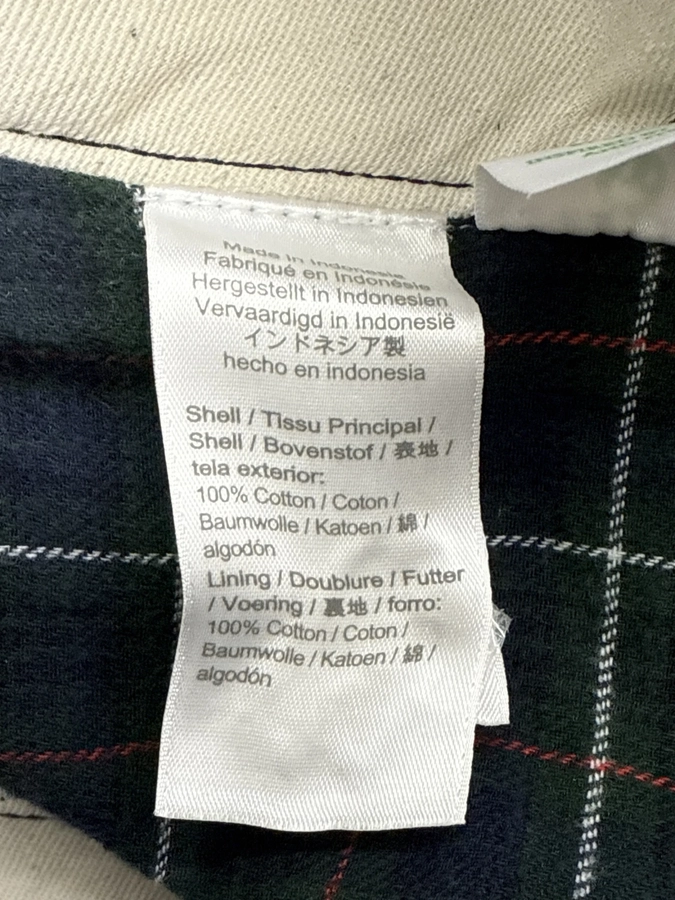 Made in Indonesia
Fabriqué en Indonésie
Hergestellt in Indonesien
Vervaardigd in Indonesië
インドネシア製
hecho en indonesia
Shell / Tissu Principal /
Shell / Bovenstof / 表地 /
tela exterior:
100% Cotton / Coton /
Baumwolle / Katoen / 綿 /
algodón
Lining / Doublure / Futter
/ Voering / 裏地 / forro:
100% Cotton / Coton /
Baumwolle / Katoen / 綿 /
algodón